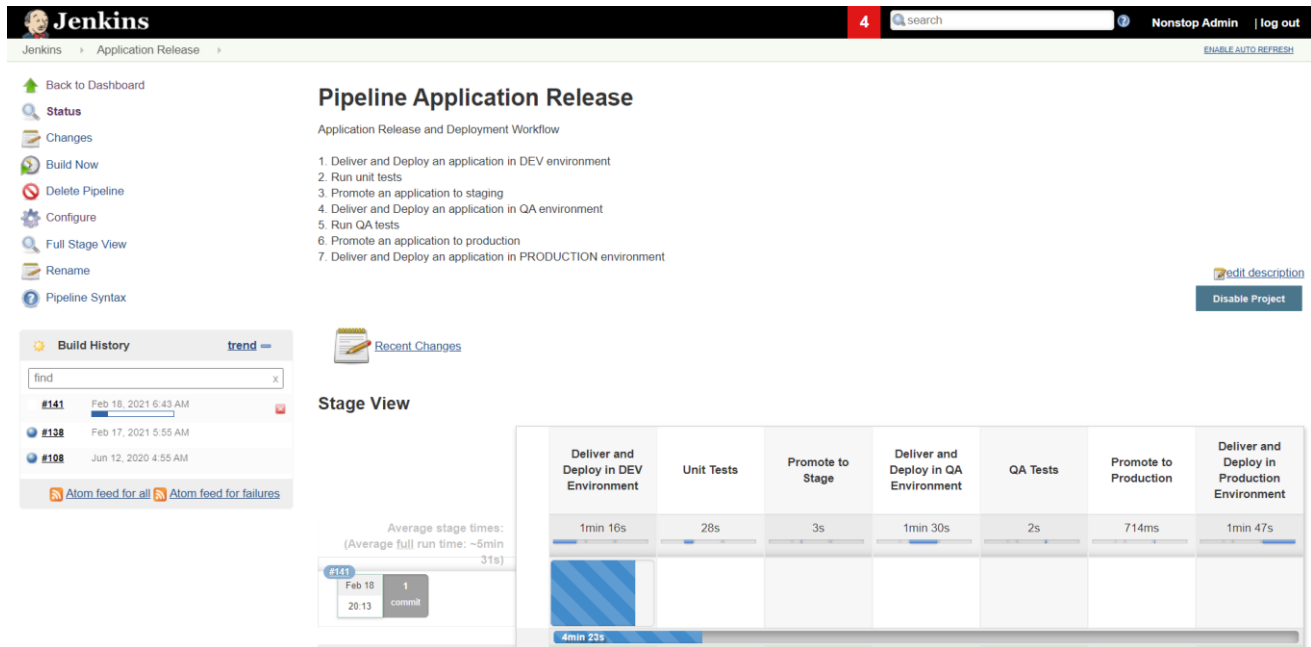 Jenkins
4
search
Nonstop Admin | log out
Jenkins
Application Release
ENABLE AUTO REFRESH
Back to Dashboard
Status
Changes
Build Now
Delete Pipeline
Configure
Full Stage View
Rename
Pipeline Syntax
Build History
trend
find
x
#141
Feb 18, 2021 6:43 AM
#138
Feb 17, 2021 5:55 AM
#108
Jun 12, 2020 4:55 AM
Atom feed for all
Atom feed for failures
Pipeline Application Release
Application Release and Deployment Workflow
1. Deliver and Deploy an application in DEV environment
2. Run unit tests
3. Promote an application to staging
4. Deliver and Deploy an application in QA environment
5. Run QA tests
6. Promote an application to production
7. Deliver and Deploy an application in PRODUCTION environment
edit description
Disable Project
Recent Changes
Stage View
Deliver and
Deploy in DEV
Environment
Unit Tests
Promote to
Stage
Deliver and
Deploy in QA
Environment
QA Tests
Promote to
Production
Deliver and
Deploy in
Production
Environment
Average stage times:
(Average full run time: ~5min
31s)
1min 16s
28s
3s
1min 30s
2s
714ms
1min 47s
#141
Feb 18
20:13
1
commit
4min 23s